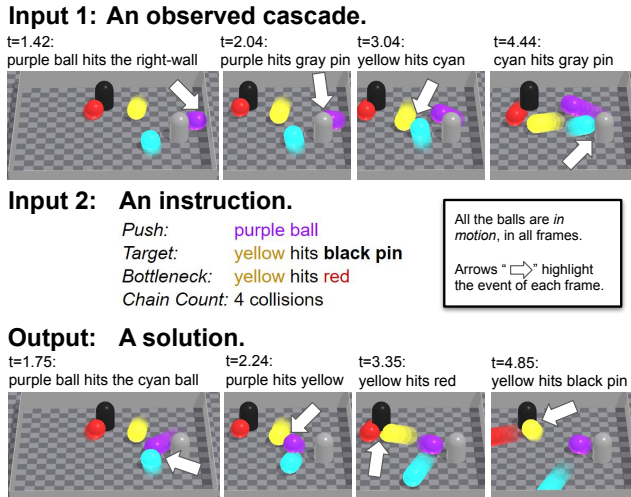 Input 1: An observed cascade.
t=1.42:
purple ball hits the right-wall
t=2.04:
purple hits gray pin
t=3.04:
yellow hits cyan
t=4.44:
cyan hits gray pin
Input 2: An instruction.
Push: purple ball
Target: yellow hits black pin
Bottleneck: yellow hits red
Chain Count: 4 collisions
All the balls are in
motion, in all frames.
Arrows “ ” highlight
the event of each frame.
Output: A solution.
t=1.75:
purple ball hits the cyan ball
t=2.24:
purple hits yellow
t=3.35:
yellow hits red
t=4.85:
yellow hits black pin